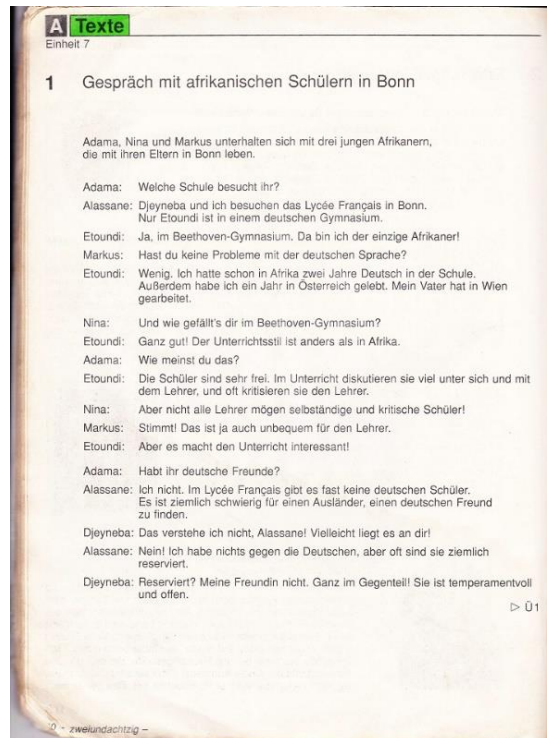 A Texte
Einheit 7
1 Gespräch mit afrikanischen Schülern in Bonn
Adama, Nina und Markus unterhalten sich mit drei jungen Afrikanern,
die mit ihren Eltern in Bonn leben.
Adama: Welche Schule besucht ihr?
Alassane: Djeyneba und ich besuchen das Lycée Français in Bonn.
Nur Etoundi ist in einem deutschen Gymnasium.
Etoundi: Ja, im Beethoven-Gymnasium. Da bin ich der einzige Afrikaner!
Markus: Hast du keine Probleme mit der deutschen Sprache?
Etoundi: Wenig. Ich hatte schon in Afrika zwei Jahre Deutsch in der Schule.
Außerdem habe ich ein Jahr in Österreich gelebt. Mein Vater hat in Wien
gearbeitet.
Nina: Und wie gefällt's dir im Beethoven-Gymnasium?
Etoundi: Ganz gut! Der Unterrichtsstil ist anders als in Afrika.
Adama: Wie meinst du das?
Etoundi: Die Schüler sind sehr frei. Im Unterricht diskutieren sie viel unter sich und mit
dem Lehrer, und oft kritisieren sie den Lehrer.
Nina: Aber nicht alle Lehrer mögen selbständige und kritische Schüler!
Markus: Stimmt! Das ist ja auch unbequem für den Lehrer.
Etoundi: Aber es macht den Unterricht interessant!
Adama: Habt ihr deutsche Freunde?
Alassane: Ich nicht. Im Lycée Français gibt es fast keine deutschen Schüler.
Es ist ziemlich schwierig für einen Ausländer, einen deutschen Freund
zu finden.
Djeyneba: Das verstehe ich nicht, Alassane! Vielleicht liegt es an dir!
Alassane: Nein! Ich habe nichts gegen die Deutschen, aber oft sind sie ziemlich
reserviert.
Djeyneba: Reserviert? Meine Freundin nicht. Ganz im Gegenteil! Sie ist temperamentvoll
und offen.
▷ Ü1
- zweiundachtzig –